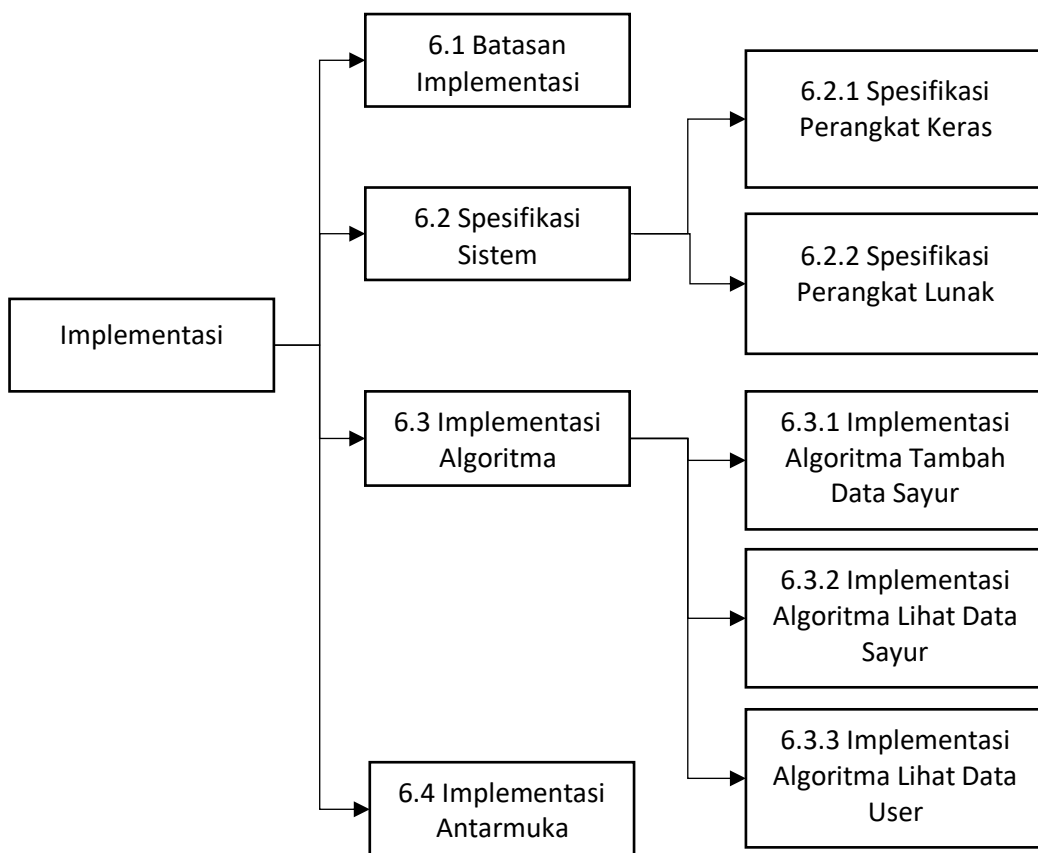 6.1 Batasan
Implementasi
6.2.1 Spesifikasi
Perangkat Keras
6.2 Spesifikasi
Sistem
6.2.2 Spesifikasi
Perangkat Lunak
Implementasi
6.3 Implementasi
Algoritma
6.3.1 Implementasi
Algoritma Tambah
Data Sayur
6.3.2 Implementasi
Algoritma Lihat Data
Sayur
6.3.3 Implementasi
Algoritma Lihat Data
User
6.4 Implementasi
Antarmuka